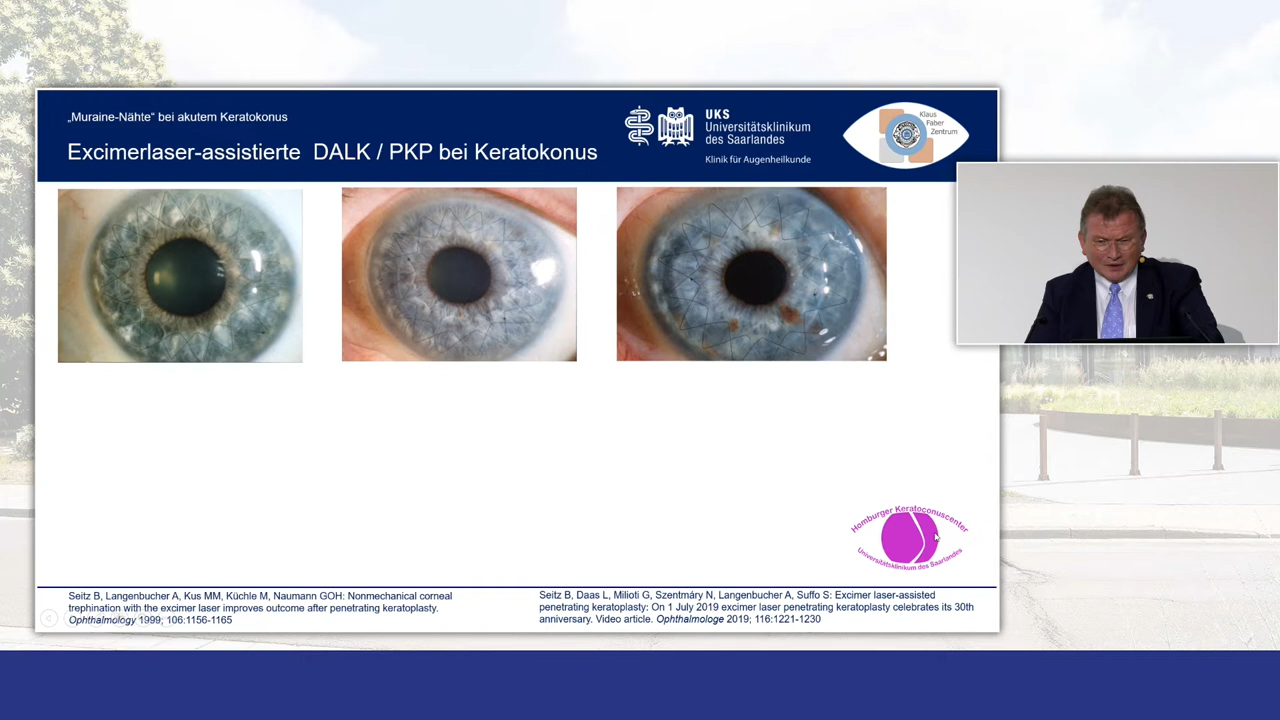 „Muraine-Nähte“ bei akutem Keratokonus
Excimerlaser-assistierte DALK / PKP bei Keratokonus
UKS
Universitätsklinikum
des Saarlandes
Klinik für Augenheilkunde
Klaus
Faber
Zentrum
Homburger Keratoconuscenter
Universitätsklinikum des Saarlandes
Seitz B, Langenbucher A, Kus MM, Küchle M, Naumann GOH: Nonmechanical corneal
trephination with the excimer laser improves outcome after penetrating keratoplasty.
Ophthalmology 1999; 106:1156-1165
Seitz B, Daas L, Milioti G, Szentmáry N, Langenbucher A, Suffo S: Excimer laser-assisted
penetrating keratoplasty: On 1 July 2019 excimer laser penetrating keratoplasty celebrates its 30th
anniversary. Video article. Ophthalmologe 2019; 116:1221-1230